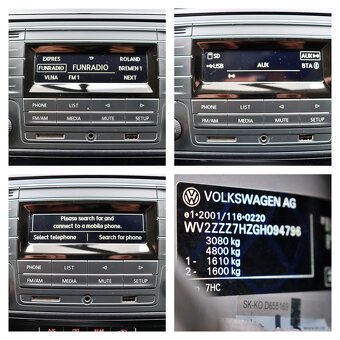 EXPRES TP ROLAND
FUNRADIO FUNRADIO BREMEN 1
VLNA FM 1 NEXT
PHONE LIST
FM/AM MEDIA MUTE SETUP
SD AUX
USB AUX BTA
PHONE LIST
FM/AM MEDIA MUTE SETUP
Please search for and
connect to a mobile phone.
Select telephone Search for phone
PHONE LIST
FM/AM MEDIA MUTE SETUP
VOLKSWAGEN AG
e1*2001/116*0220
WV2ZZZ7HZGH094796
3080 kg
4800 kg
1- 1610 kg
2- 1600 kg
7HC